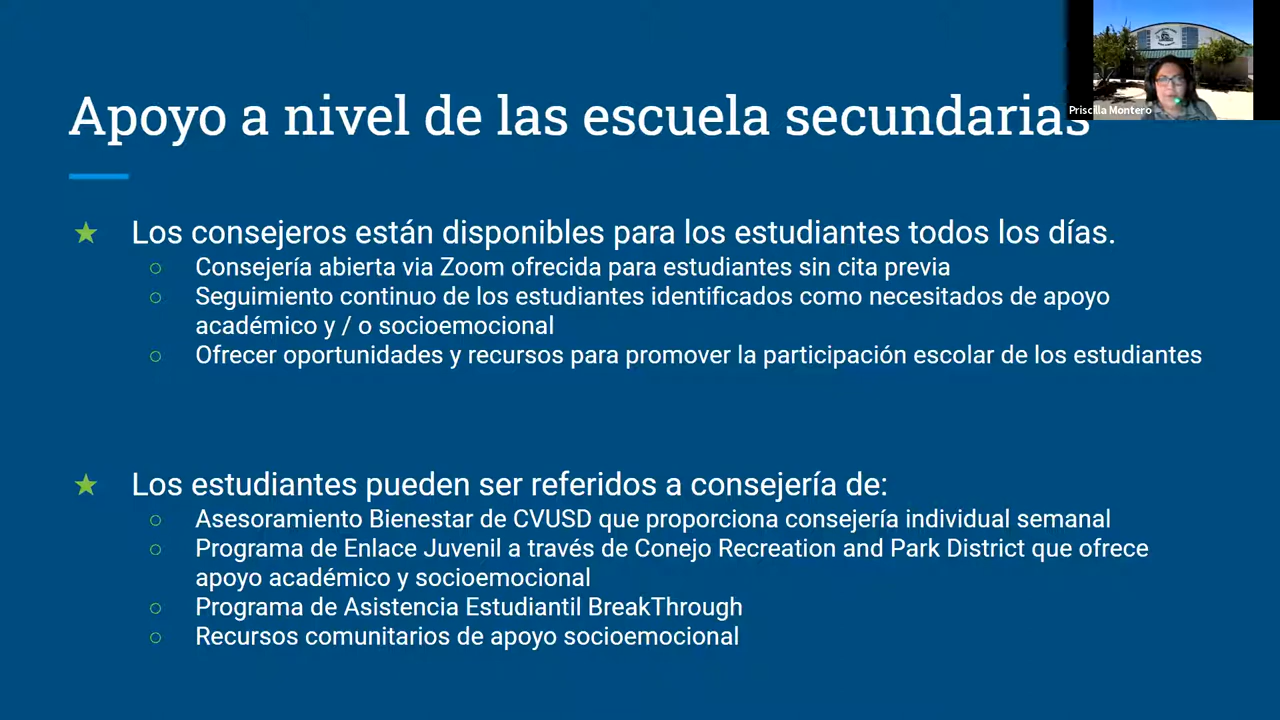 Apoyo a nivel de las escuela secundarias
Priscilla Montero
Los consejeros están disponibles para los estudiantes todos los días.
Consejería abierta via Zoom ofrecida para estudiantes sin cita previa
Seguimiento continuo de los estudiantes identificados como necesitados de apoyo
académico y / o socioemocional
Ofrecer oportunidades y recursos para promover la participación escolar de los estudiantes
Los estudiantes pueden ser referidos a consejería de:
Asesoramiento Bienestar de CVUSD que proporciona consejería individual semanal
Programa de Enlace Juvenil a través de Conejo Recreation and Park District que ofrece
apoyo académico y socioemocional
Programa de Asistencia Estudiantil BreakThrough
Recursos comunitarios de apoyo socioemocional